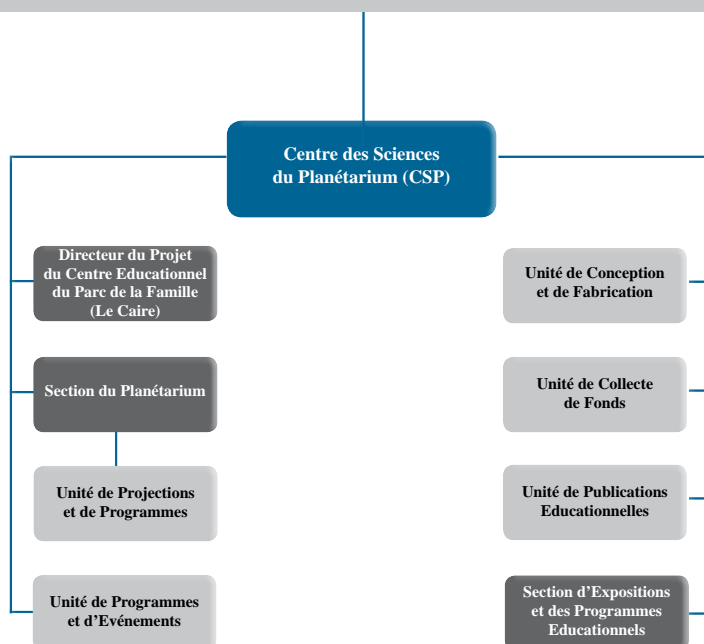 Centre des Sciences
du Planétarium (CSP)
Directeur du Projet
du Centre Educationnel
du Parc de la Famille
(Le Caire)
Section du Planétarium
Unité de Projections
et de Programmes
Unité de Programmes
et d'Evénements
Unité de Conception
et de Fabrication
Unité de Collecte
de Fonds
Unité de Publications
Educationnelles
Section d'Expositions
et des Programmes
Educationnels